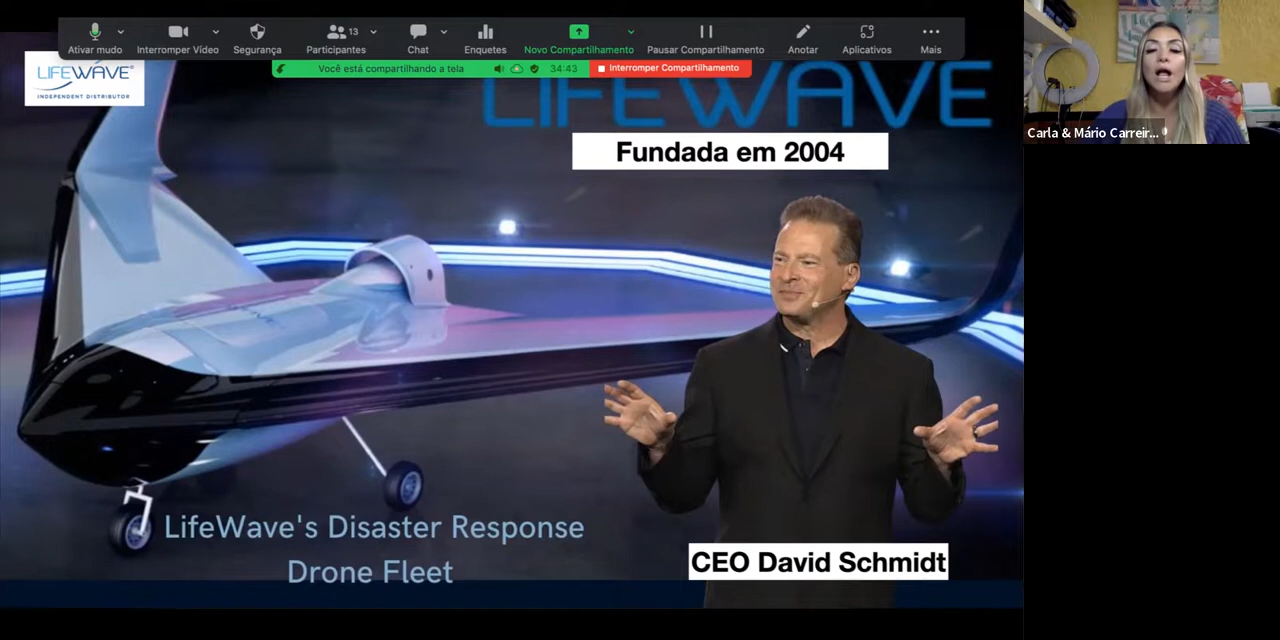 Ativar mudo
Interromper Vídeo
Segurança
13
Participantes
Chat
Enquetes
Novo Compartilhamento
Pausar Compartilhamento
Anotar
Aplicativos
Mais
Você está compartilhando a tela
34:43
Interromper Compartilhamento
LIFEWAVE®
INDEPENDENT DISTRIBUTOR
LIFEWAVE
Fundada em 2004
Carla & Mário Carreir...
LifeWave's Disaster Response
Drone Fleet
CEO David Schmidt